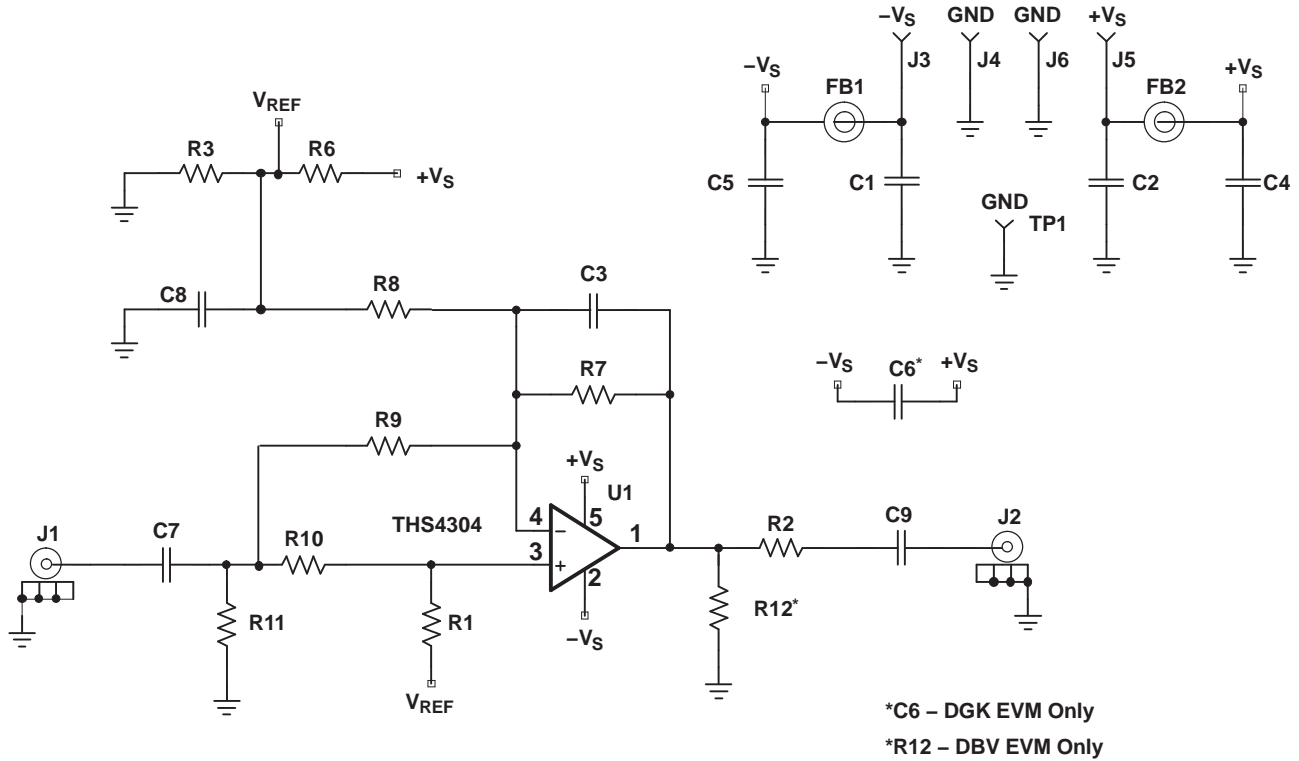 –VS GND GND +VS
J3 J4 J6 J5
–VS FB1 FB2 +VS
VREF
R3 R6
+VS
C5 C1 C2 C4
GND
TP1
C8 R8 C3
R7
–VS C6* +VS
R9
+VS
U1
THS4304
4 – 5 1
3 + 2
–VS
J1 C7 R10
R2 C9 J2
R11 R1 R12*
VREF
*C6 – DGK EVM Only
*R12 – DBV EVM Only